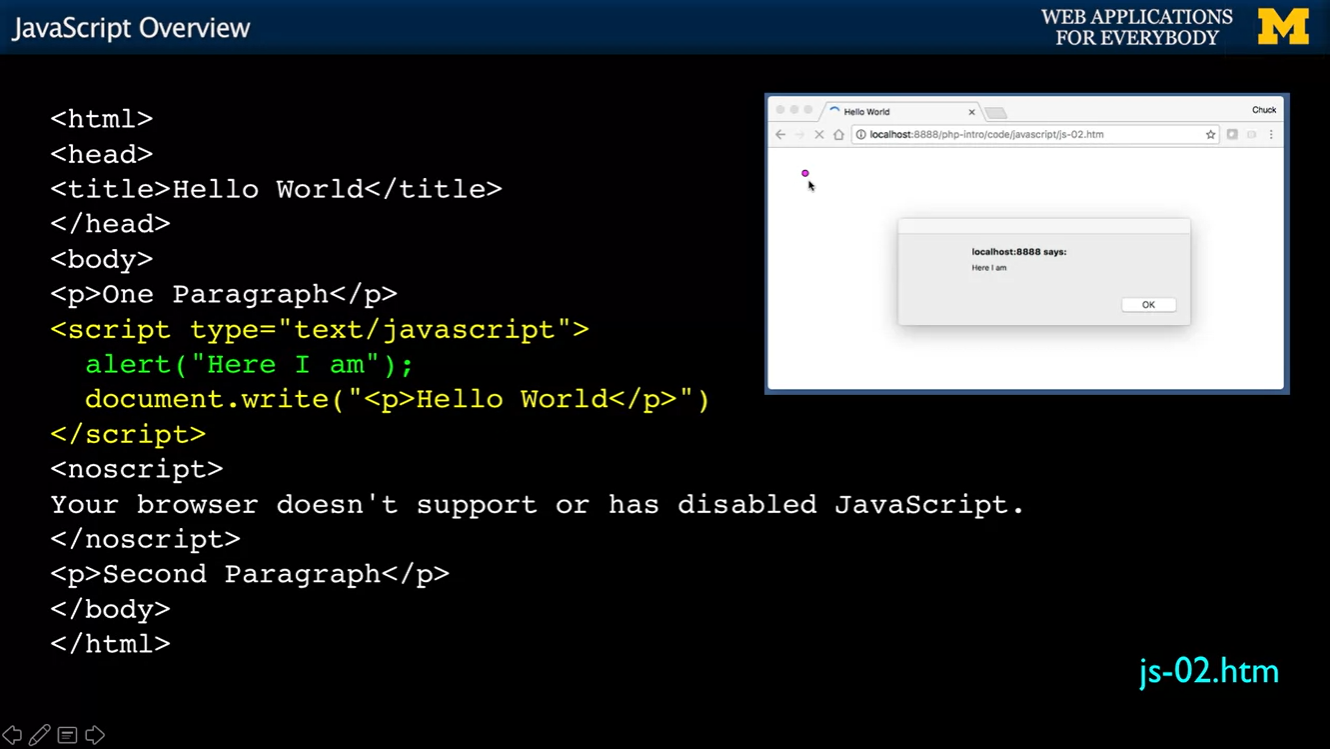 JavaScript Overview
WEB APPLICATIONS
FOR EVERYBODY
M
<html>
<head>
<title>Hello World</title>
</head>
<body>
<p>One Paragraph</p>
<script type="text/javascript">
  alert("Here I am");
  document.write("<p>Hello World</p>")
</script>
<noscript>
Your browser doesn't support or has disabled JavaScript.
</noscript>
<p>Second Paragraph</p>
</body>
</html>
Hello World
Chuck
localhost:8888/php-intro/code/javascript/js-02.htm
localhost:8888 says:
Here I am
OK
js-02.htm